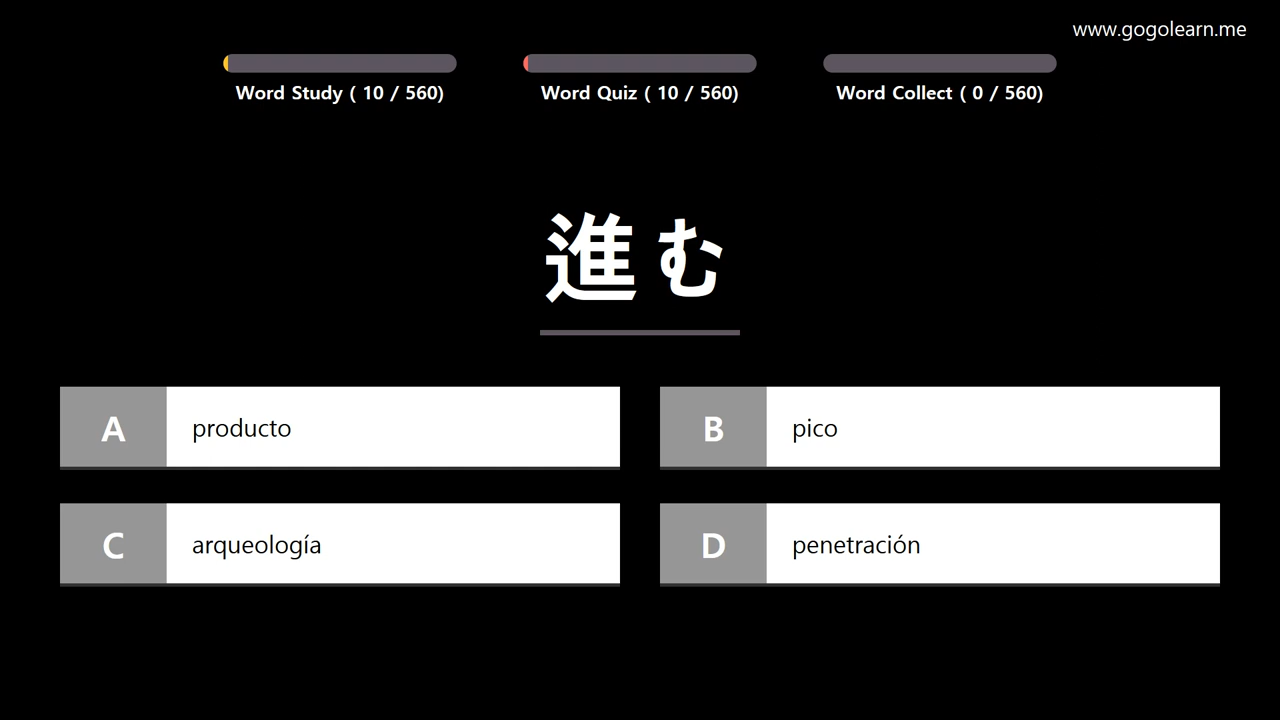 www.gogolearn.me
Word Study ( 10 / 560)
Word Quiz ( 10 / 560)
Word Collect ( 0 / 560)
進む
A producto
B pico
C arqueología
D penetración